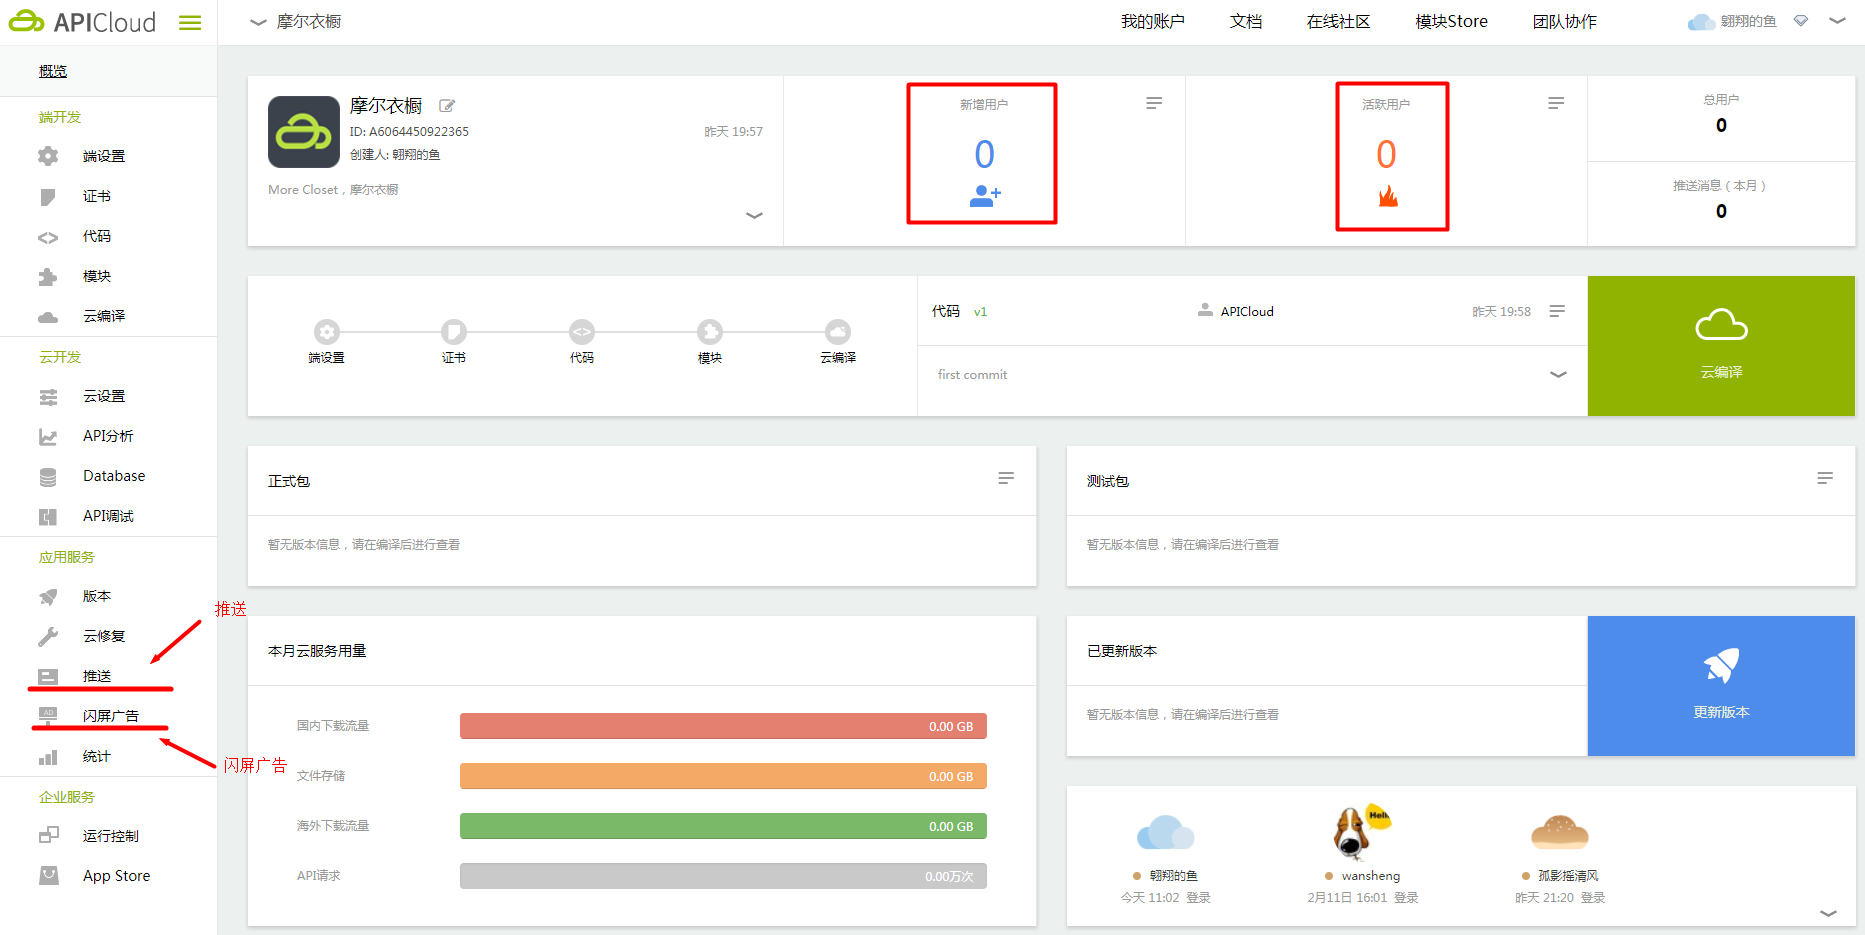 APICloud
摩尔衣橱
我的账户
文档
在线社区
模块Store
团队协作
翱翔的鱼
概览
端开发
端设置
证书
代码
模块
云编译
云开发
云设置
API分析
Database
API调试
应用服务
版本
云修复
推送
AD
闪屏广告
统计
企业服务
运行控制
App Store
推送
闪屏广告
摩尔衣橱
ID: A6064450922365
昨天 19:57
创建人: 翱翔的鱼
More Closet，摩尔衣橱
新增用户
0
活跃用户
0
总用户
0
推送消息（本月）
0
端设置
证书
代码
模块
云编译
代码 v1
APICloud
昨天 19:58
first commit
云编译
正式包
暂无版本信息，请在编译后进行查看
测试包
暂无版本信息，请在编译后进行查看
本月云服务用量
国内下载流量 0.00 GB
文件存储 0.00 GB
海外下载流量 0.00 GB
API请求 0.00万次
已更新版本
暂无版本信息，请在编译后进行查看
更新版本
翱翔的鱼
今天 11:02 登录
Hello
wansheng
2月11日 16:01 登录
孤影摇清风
昨天 21:20 登录